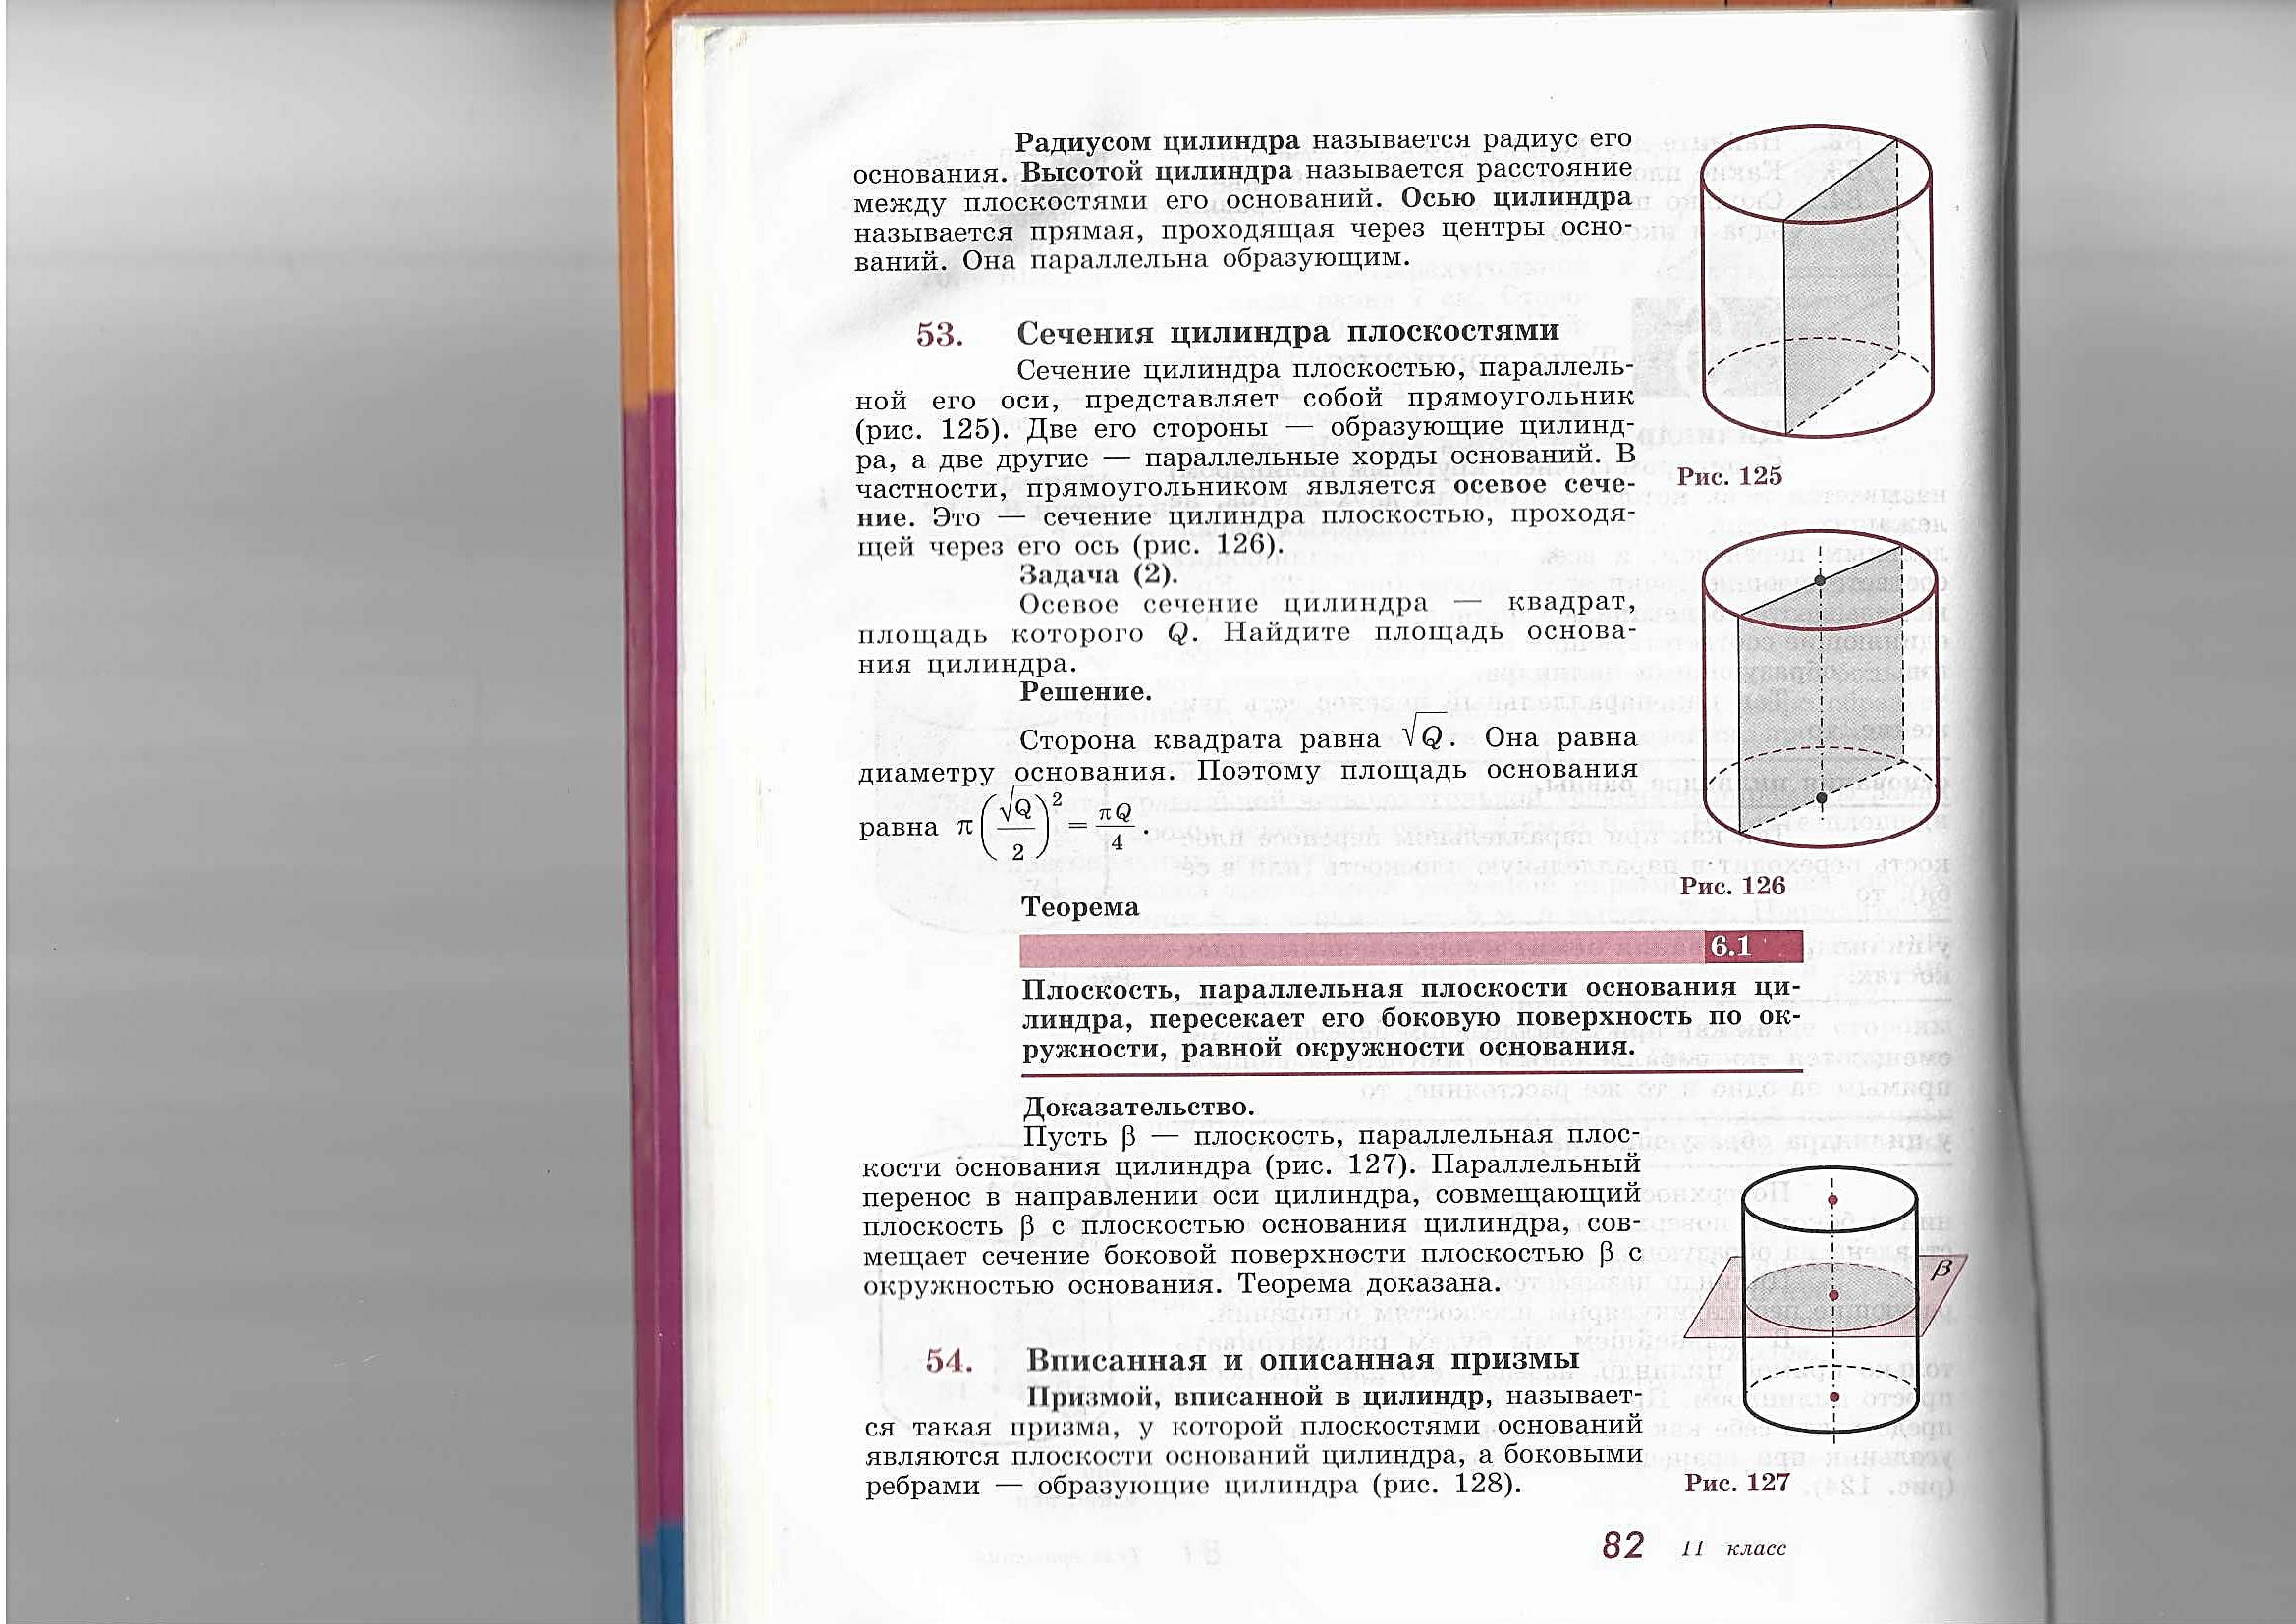 Радиусом цилиндра называется радиус его
основания. Высотой цилиндра называется расстояние
между плоскостями его оснований. Осью цилиндра
называется прямая, проходящая через центры осно-
ваний. Она параллельна образующим.
53. Сечения цилиндра плоскостями
Сечение цилиндра плоскостью, параллель-
ной его оси, представляет собой прямоугольник
(рис. 125). Две его стороны — образующие цилинд-
ра, а две другие — параллельные хорды оснований. В
частности, прямоугольником является осевое сече-
ние. Это — сечение цилиндра плоскостью, проходя-
щей через его ось (рис. 126).
Задача (2).
Осевое сечение цилиндра — квадрат,
площадь которого Q. Найдите площадь основа-
ния цилиндра.
Решение.
Сторона квадрата равна √Q. Она равна
диаметру основания. Поэтому площадь основания
равна π(√Q/2)² = πQ/4.
Рис. 125
Рис. 126
Теорема
6.1
Плоскость, параллельная плоскости основания ци-
линдра, пересекает его боковую поверхность по ок-
ружности, равной окружности основания.
Доказательство.
Пусть β — плоскость, параллельная плос-
кости основания цилиндра (рис. 127). Параллельный
перенос в направлении оси цилиндра, совмещающий
плоскость β с плоскостью основания цилиндра, сов-
мещает сечение боковой поверхности плоскостью β с
окружностью основания. Теорема доказана.
β
54. Вписанная и описанная призмы
Призмой, вписанной в цилиндр, называет-
ся такая призма, у которой плоскостями оснований
являются плоскости оснований цилиндра, а боковыми
ребрами — образующие цилиндра (рис. 128).
Рис. 127
82 11 класс